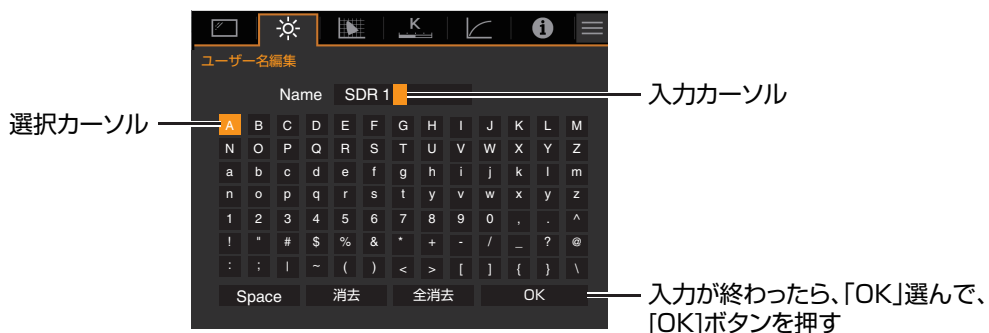 K
ユーザー名編集
Name SDR 1
入力カーソル
選択カーソル
A B C D E F G H I J K L M
N O P Q R S T U V W X Y Z
a b c d e f g h i j k l m
n o p q r s t y v w x y z
1 2 3 4 5 6 7 8 9 0 , . ^
! " # $ % & * + - / _ ? @
: ; | ~ ( ) < > [ ] { } \
Space 消去 全消去 OK
入力が終わったら、「OK」選んで、
[OK]ボタンを押す